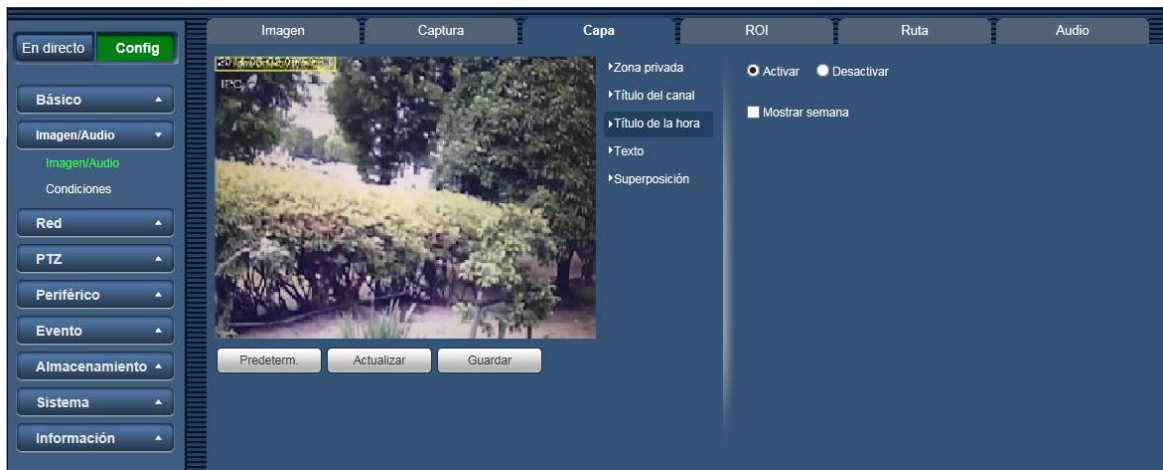 En directo
Config
Imagen
Captura
Capa
ROI
Ruta
Audio
Básico
Imagen/Audio
Imagen/Audio
Condiciones
Red
PTZ
Periférico
Evento
Almacenamiento
Sistema
Información
IPC
Predeterm.
Actualizar
Guardar
Zona privada
Título del canal
Título de la hora
Texto
Superposición
Activar
Desactivar
Mostrar semana